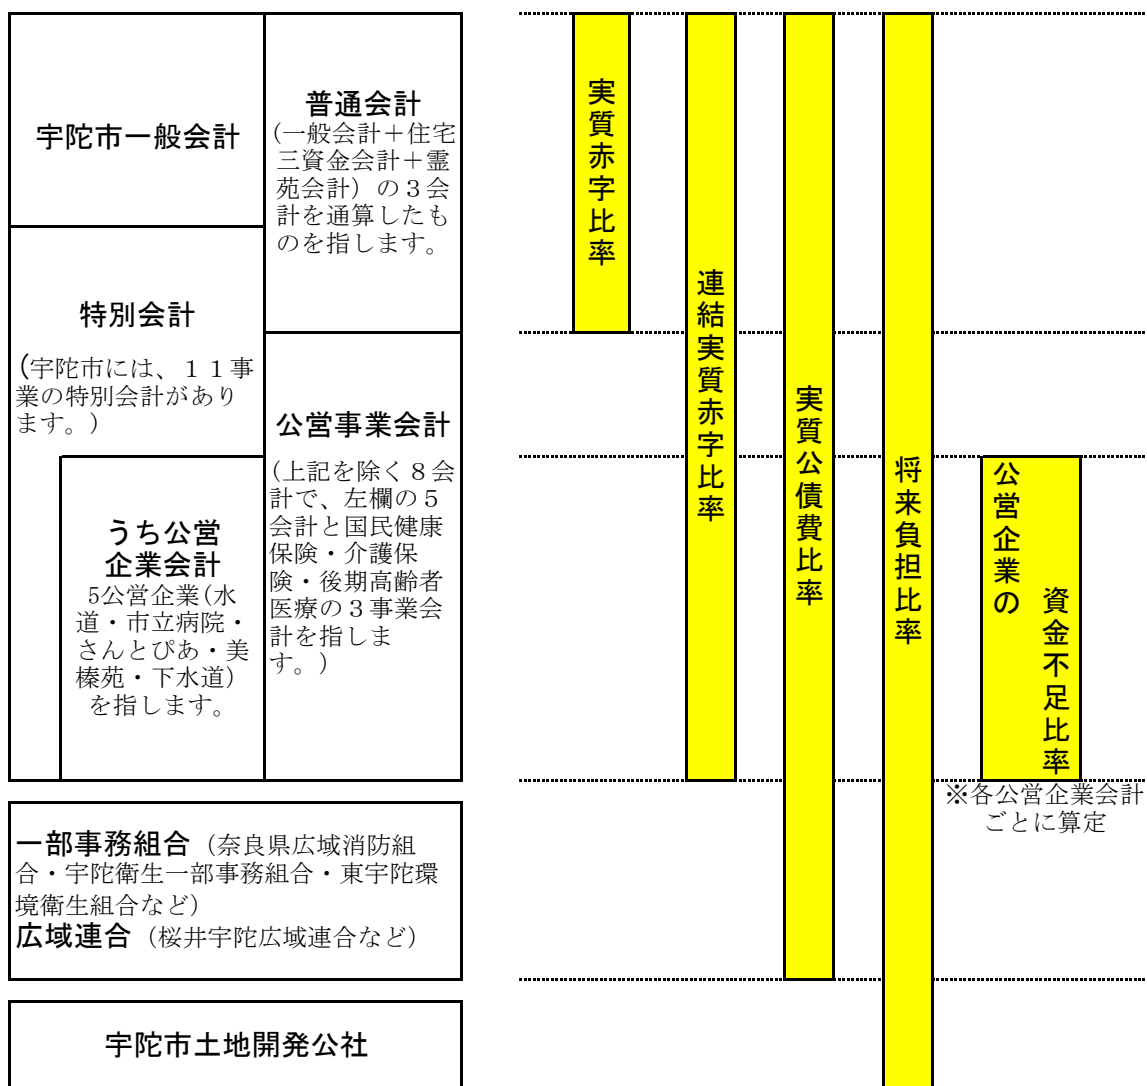 宇陀市一般会計
普通会計
(一般会計＋住宅
三資金会計＋霊
苑会計）の３会
計を通算したも
のを指します。
特別会計
(宇陀市には、１１事
業の特別会計があり
ます。）
公営事業会計
(上記を除く８会
計で、左欄の５
会計と国民健康
保険・介護保
険・後期高齢者
医療の３事業会
計を指しま
す。）
うち公営
企業会計
5公営企業(水
道・市立病院・
さんとぴあ・美
榛苑・下水道）
を指します。
一部事務組合（奈良県広域消防組
合・宇陀衛生一部事務組合・東宇陀環
境衛生組合など）
広域連合（桜井宇陀広域連合など）
宇陀市土地開発公社
実質赤字比率
連結実質赤字比率
実質公債費比率
将来負担比率
公営企業の
資金不足比率
※各公営企業会計
ごとに算定